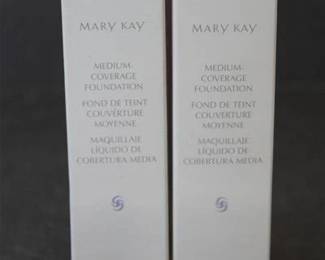 MARY KAY
MEDIUM-
COVERAGE
FOUNDATION
FOND DE TEINT
COUVERTURE
MOYENNE
MAQUILLAJE
LÍQUIDO DE
COBERTURA MEDIA
MARY KAY
MEDIUM-
COVERAGE
FOUNDATION
FOND DE TEINT
COUVERTURE
MOYENNE
MAQUILLAJE
LÍQUIDO DE
COBERTURA MEDIA